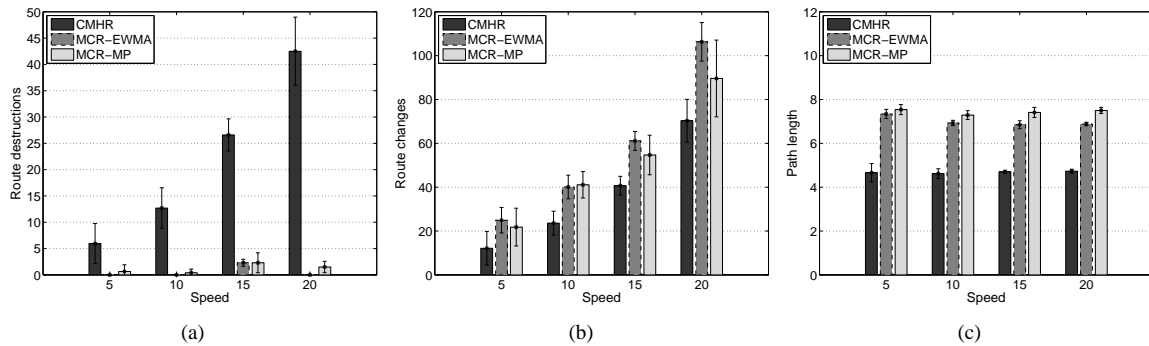 50
45
40
35
30
25
20
15
10
5
0
Route destructions
CMHR
MCR−EWMA
MCR−MP
5 10 15 20
Speed
(a)
120
100
80
60
40
20
0
Route changes
CMHR
MCR−EWMA
MCR−MP
5 10 15 20
Speed
(b)
12
10
8
6
4
2
0
Path length
CMHR
MCR−EWMA
MCR−MP
5 10 15 20
Speed
(c)